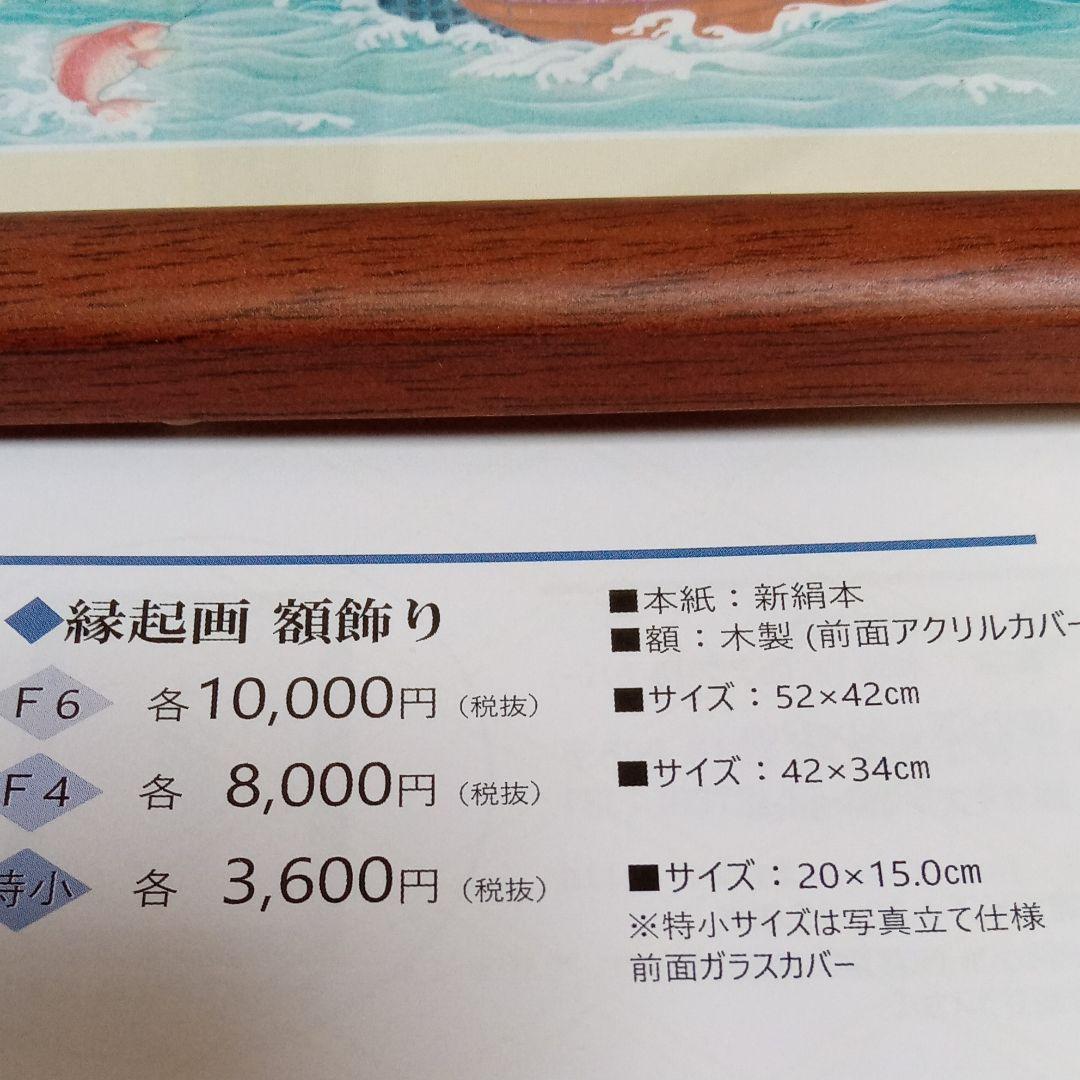 ◆縁起画 額飾り
F6 各10,000円（税抜）
F4 各 8,000円（税抜）
特小 各 3,600円（税抜）
■本紙：新絹本
■額：木製 (前面アクリルカバー
■サイズ：52×42㎝
■サイズ：42×34㎝
■サイズ：20×15.0㎝
※特小サイズは写真立て仕様
前面ガラスカバー